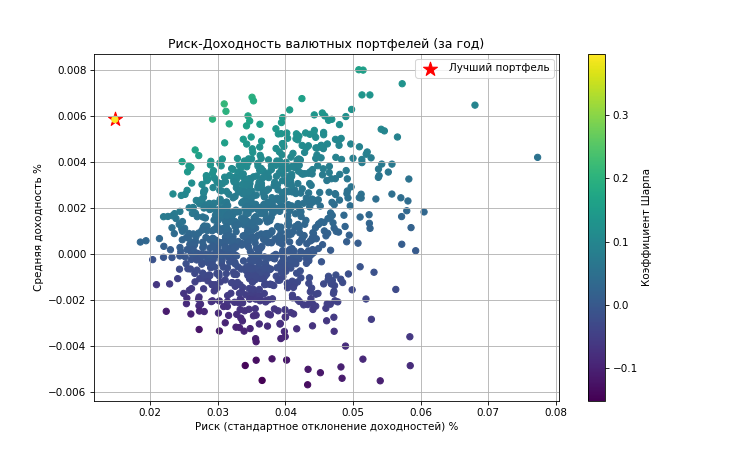 Риск-Доходность валютных портфелей (за год)
Лучший портфель
Средняя доходность %
0.008
0.006
0.004
0.002
0.000
−0.002
−0.004
−0.006
0.02 0.03 0.04 0.05 0.06 0.07 0.08
Риск (стандартное отклонение доходностей) %
0.3
0.2
0.1
0.0
−0.1
Коэффициент Шарпа